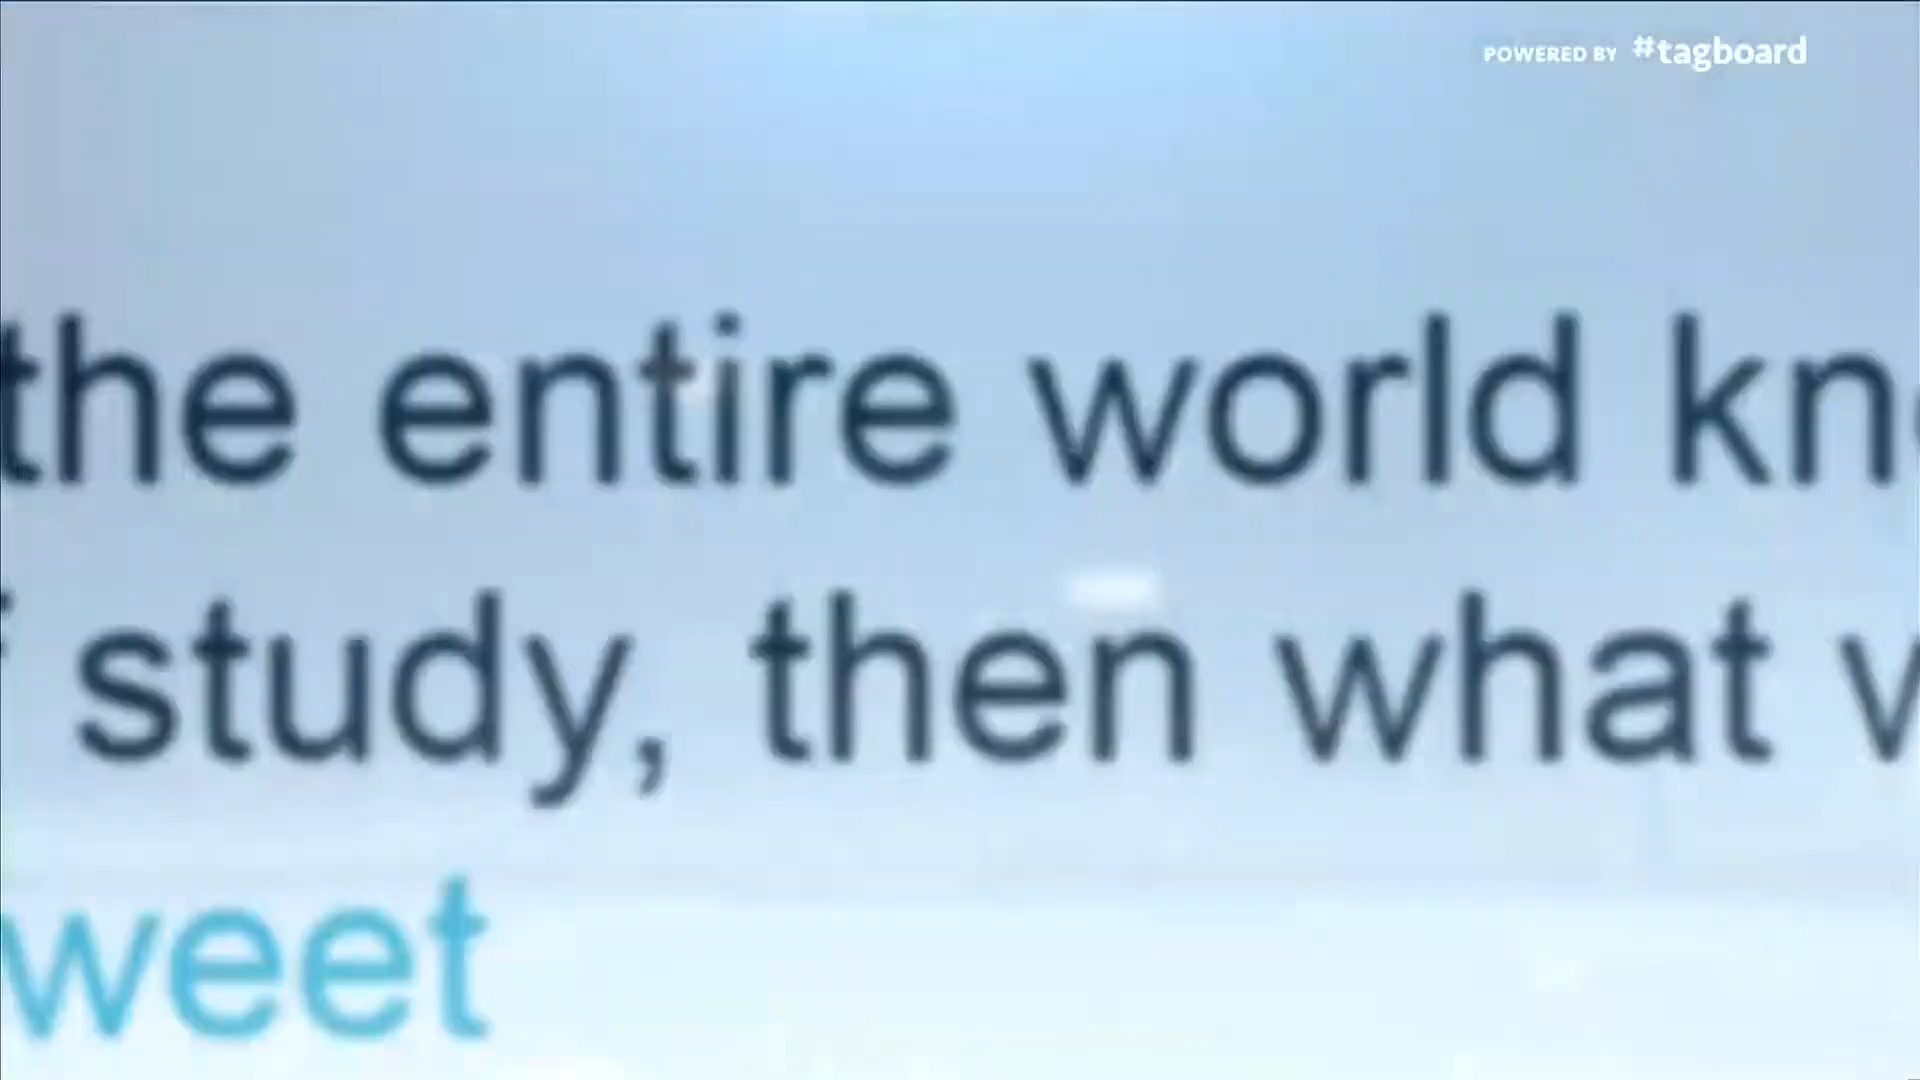 POWERED BY #tagboard
the entire world kn
study, then what
weet